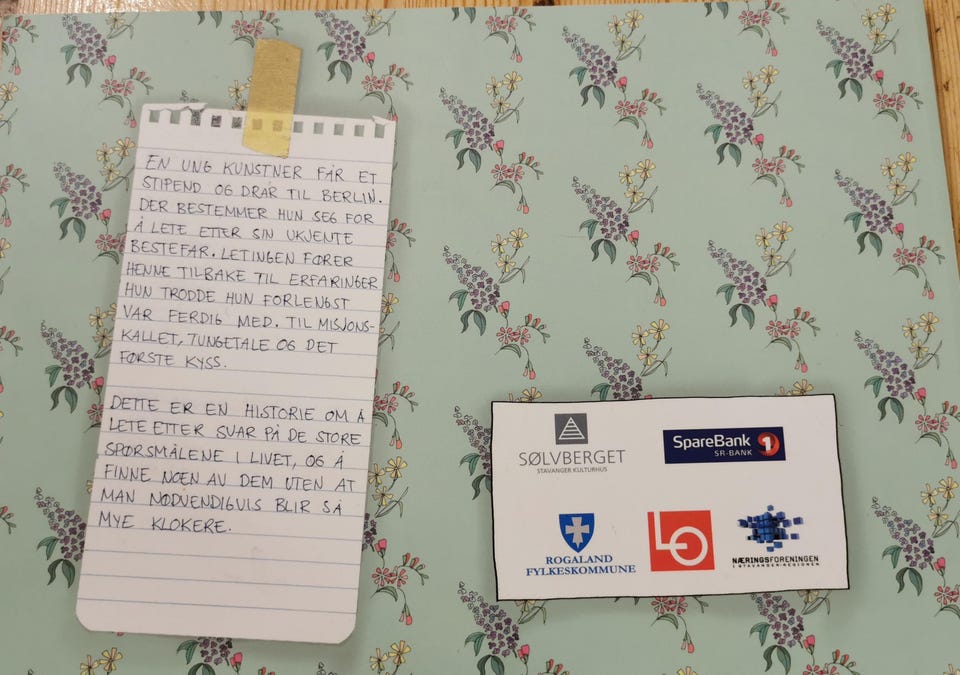 EN UNG KUNSTNER FÅR ET
STIPEND OG DRAR TIL BERLIN.
DER BESTEMMER HUN SEG FOR
Å LETE ETTER SIN UKJENTE
BESTEFAR. LETINGEN FØRER
HENNE TILBAKE TIL ERFARINGER
HUN TRODDE HUN FORLENGST
VAR FERDIG MED. TIL MISJONS-
KALLET, TUNGETALE OG DET
FØRSTE KYSS.
DETTE ER EN HISTORIE OM Å
LETE ETTER SVAR PÅ DE STORE
SPØRSMÅLENE I LIVET, OG Å
FINNE NOEN AV DEM UTEN AT
MAN NØDVENDIGVIS BLIR SÅ
MYE KLOKERE.
SØLVBERGET
STAVANGER KULTURHUS
SpareBank 1
SR-BANK
ROGALAND
FYLKESKOMMUNE
LO
NÆRINGSFORENINGEN
I STAVANGER-REGIONEN